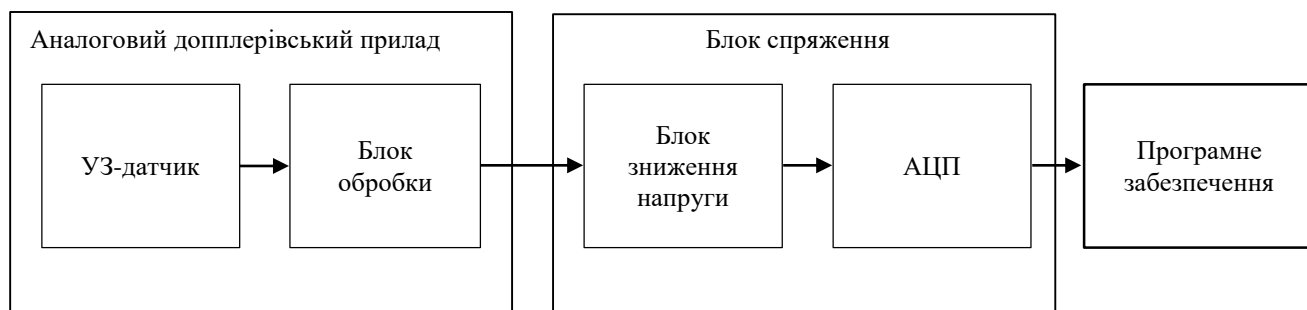 Аналоговий допплерівський прилад
Блок спряження
УЗ-датчик
Блок
обробки
Блок
зниження
напруги
АЦП
Програмне
забезпечення